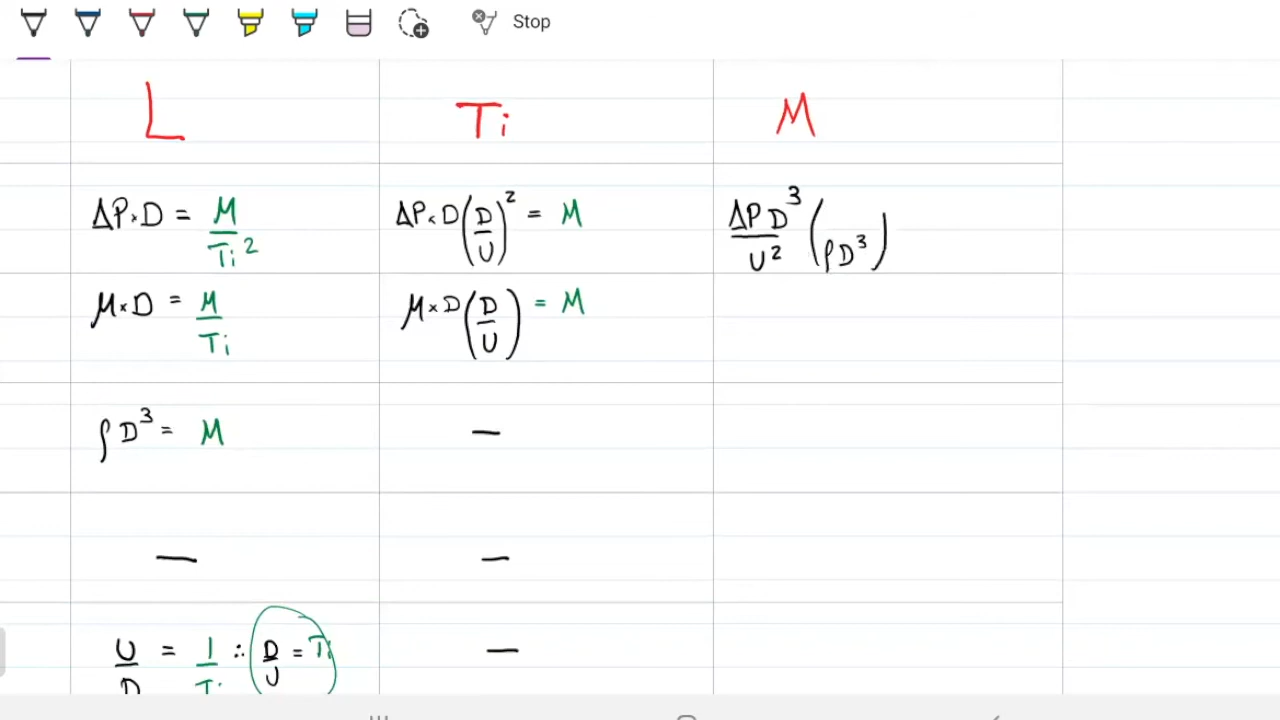 Stop
L Ti M
ΔP×D = M/Ti² ΔP×D(D/U)² = M ΔPD³/U² (ρD³)
μ×D = M/Ti μ×D(D/U) = M
ρD³ = M —
— —
U/D = 1/Ti ∴ D/U = Ti —